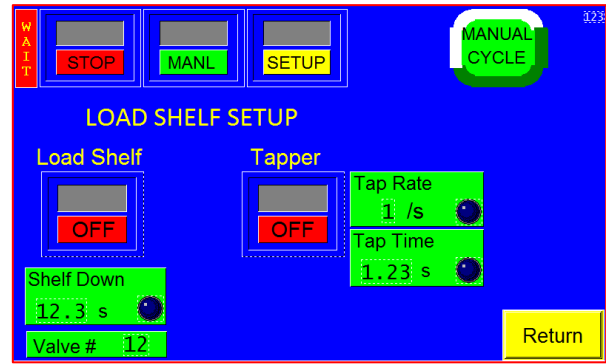 WAIT
STOP
MANL
SETUP
MANUAL
CYCLE
123
LOAD SHELF SETUP
Load Shelf
OFF
Tapper
OFF
Tap Rate
1 /s
Tap Time
1.23 s
Shelf Down
12.3 s
Valve # 12
Return